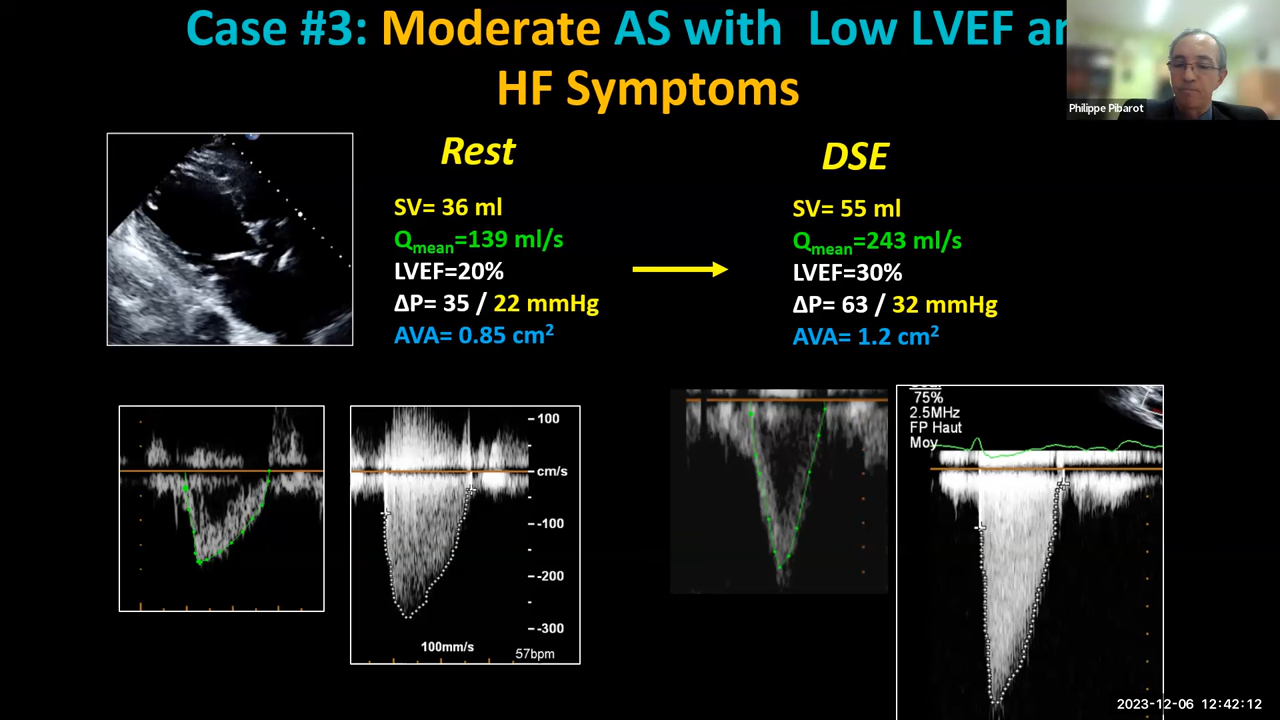 Case #3: Moderate AS with Low LVEF
HF Symptoms
Philippe Pibarot
Rest
SV= 36 ml
Qmean=139 ml/s
LVEF=20%
ΔP= 35 / 22 mmHg
AVA= 0.85 cm²
DSE
SV= 55 ml
Qmean=243 ml/s
LVEF=30%
ΔP= 63 / 32 mmHg
AVA= 1.2 cm²
100
cm/s
-100
-200
-300
100mm/s
57bpm
75%
2.5MHz
FP Haut
Moy
2023-12-06 12:42:12